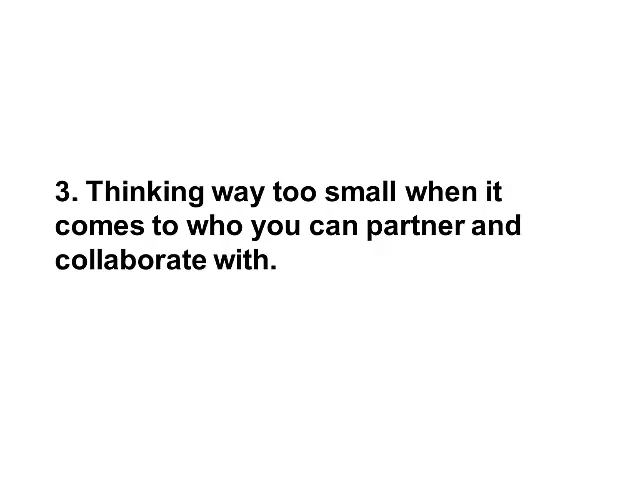 3. Thinking way too small when it
comes to who you can partner and
collaborate with.